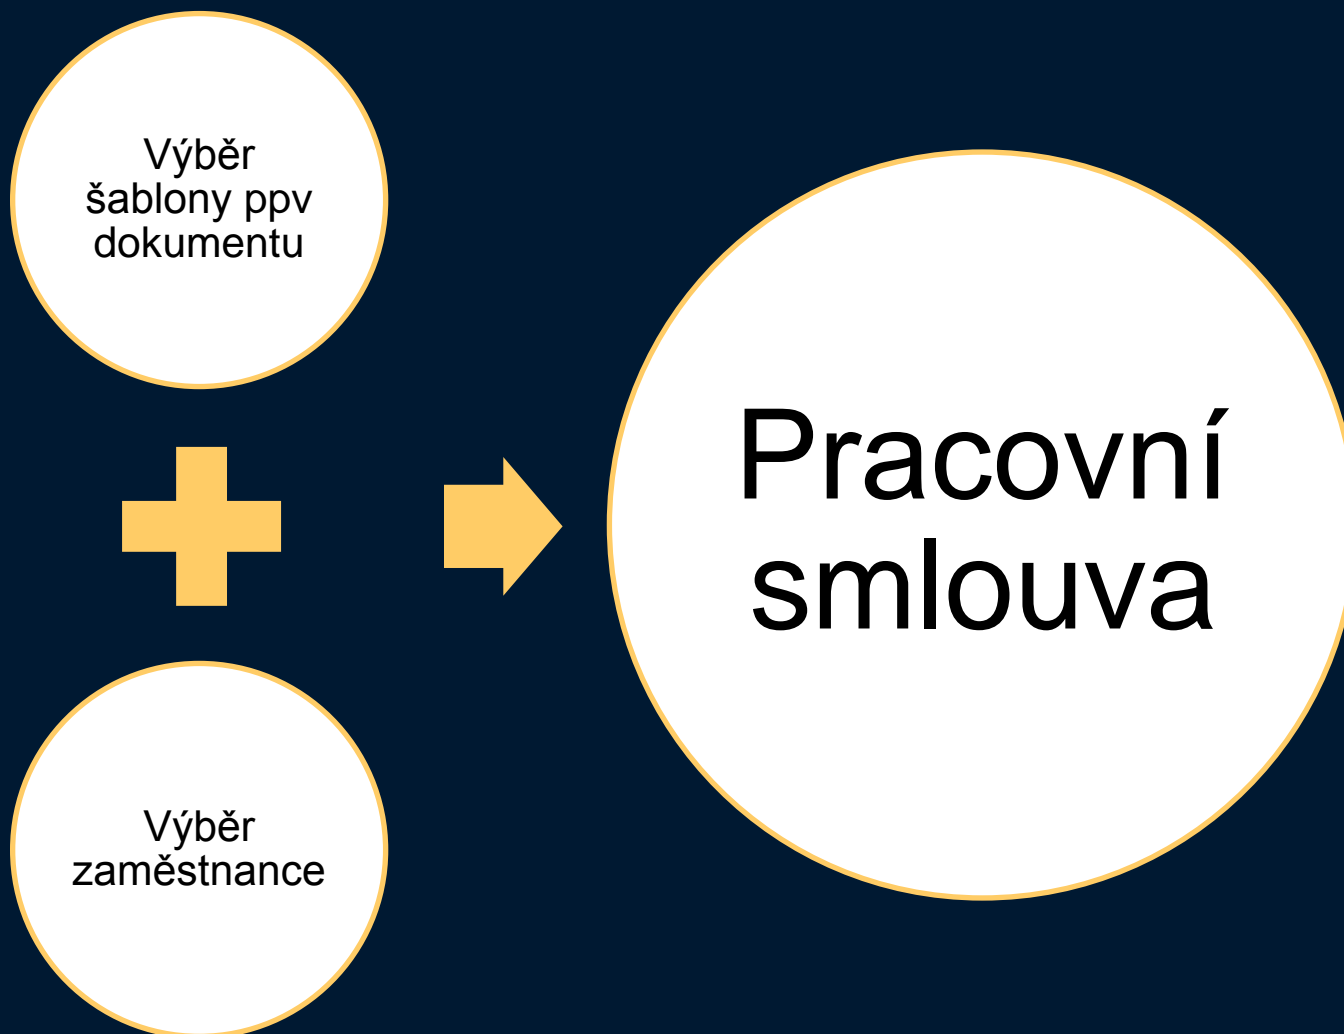 Výběr
šablony ppv
dokumentu
Výběr
zaměstnance
Pracovní
smlouva